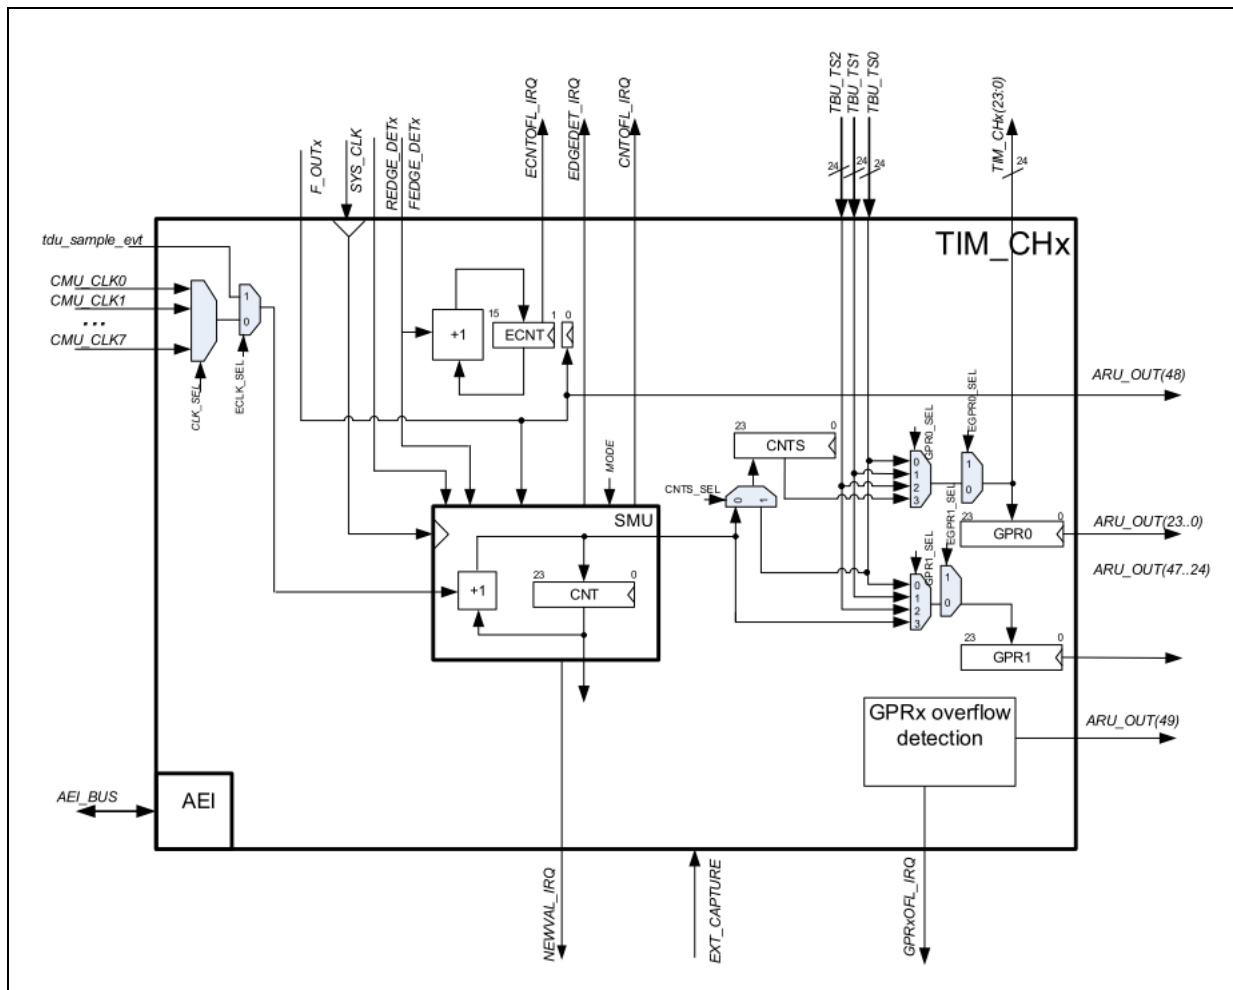 F_OUTx
SYS_CLK
REDGE_DETx
FEDGE_DETx
ECNTOFL_IRQ
EDGEDET_IRQ
CNTOFL_IRQ
TBU_TS2
TBU_TS1
TBU_TS0
TIM_CHx(23:0)
24
24
24
24
TIM_CHx
tdu_sample_evt
CMU_CLK0
CMU_CLK1
...
CMU_CLK7
1
0
CLK_SEL
ECLK_SEL
+1
15
1
0
ECNT
ARU_OUT(48)
23
0
CNTS
CNTS_SEL
0
1
GPR0_SEL
0
1
2
3
EGPR0_SEL
1
0
23
0
GPR0
ARU_OUT(23..0)
MODE
SMU
+1
23
0
CNT
GPR1_SEL
0
1
2
3
EGPR1_SEL
1
0
ARU_OUT(47..24)
23
0
GPR1
GPRx overflow
detection
ARU_OUT(49)
AEI_BUS
AEI
NEWVAL_IRQ
EXT_CAPTURE
GPRxOFL_IRQ